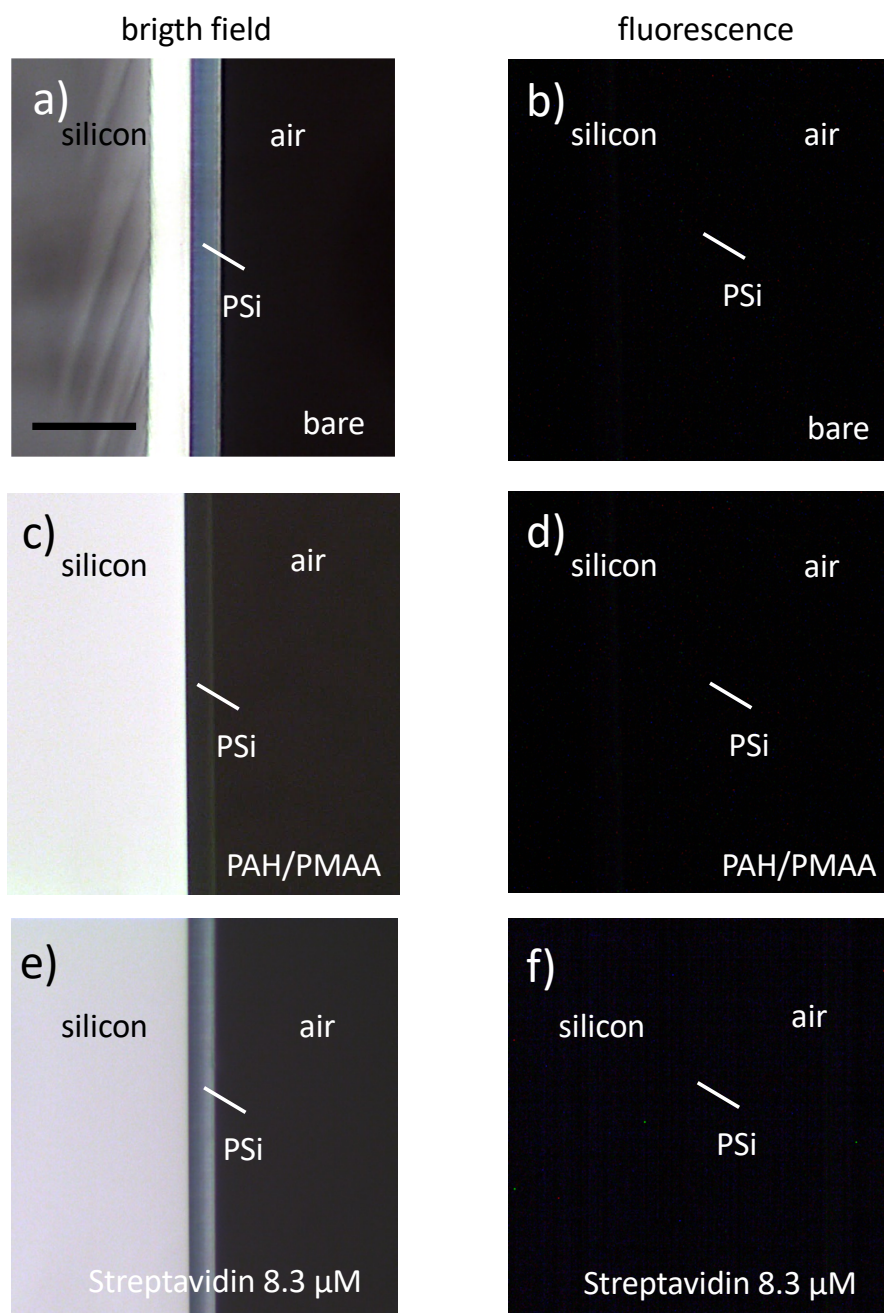 brigth field
fluorescence
a)
silicon
air
PSi
bare
b)
silicon
air
PSi
bare
c)
silicon
air
PSi
PAH/PMAA
d)
silicon
air
PSi
PAH/PMAA
e)
silicon
air
PSi
Streptavidin 8.3 µM
f)
silicon
air
PSi
Streptavidin 8.3 µM